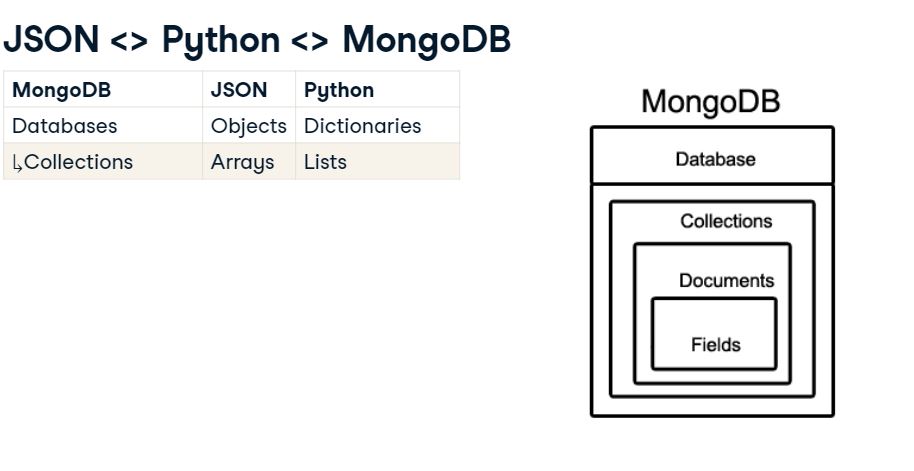 JSON <> Python <> MongoDB
MongoDB JSON Python
Databases Objects Dictionaries
↳Collections Arrays Lists
MongoDB
Database
Collections
Documents
Fields